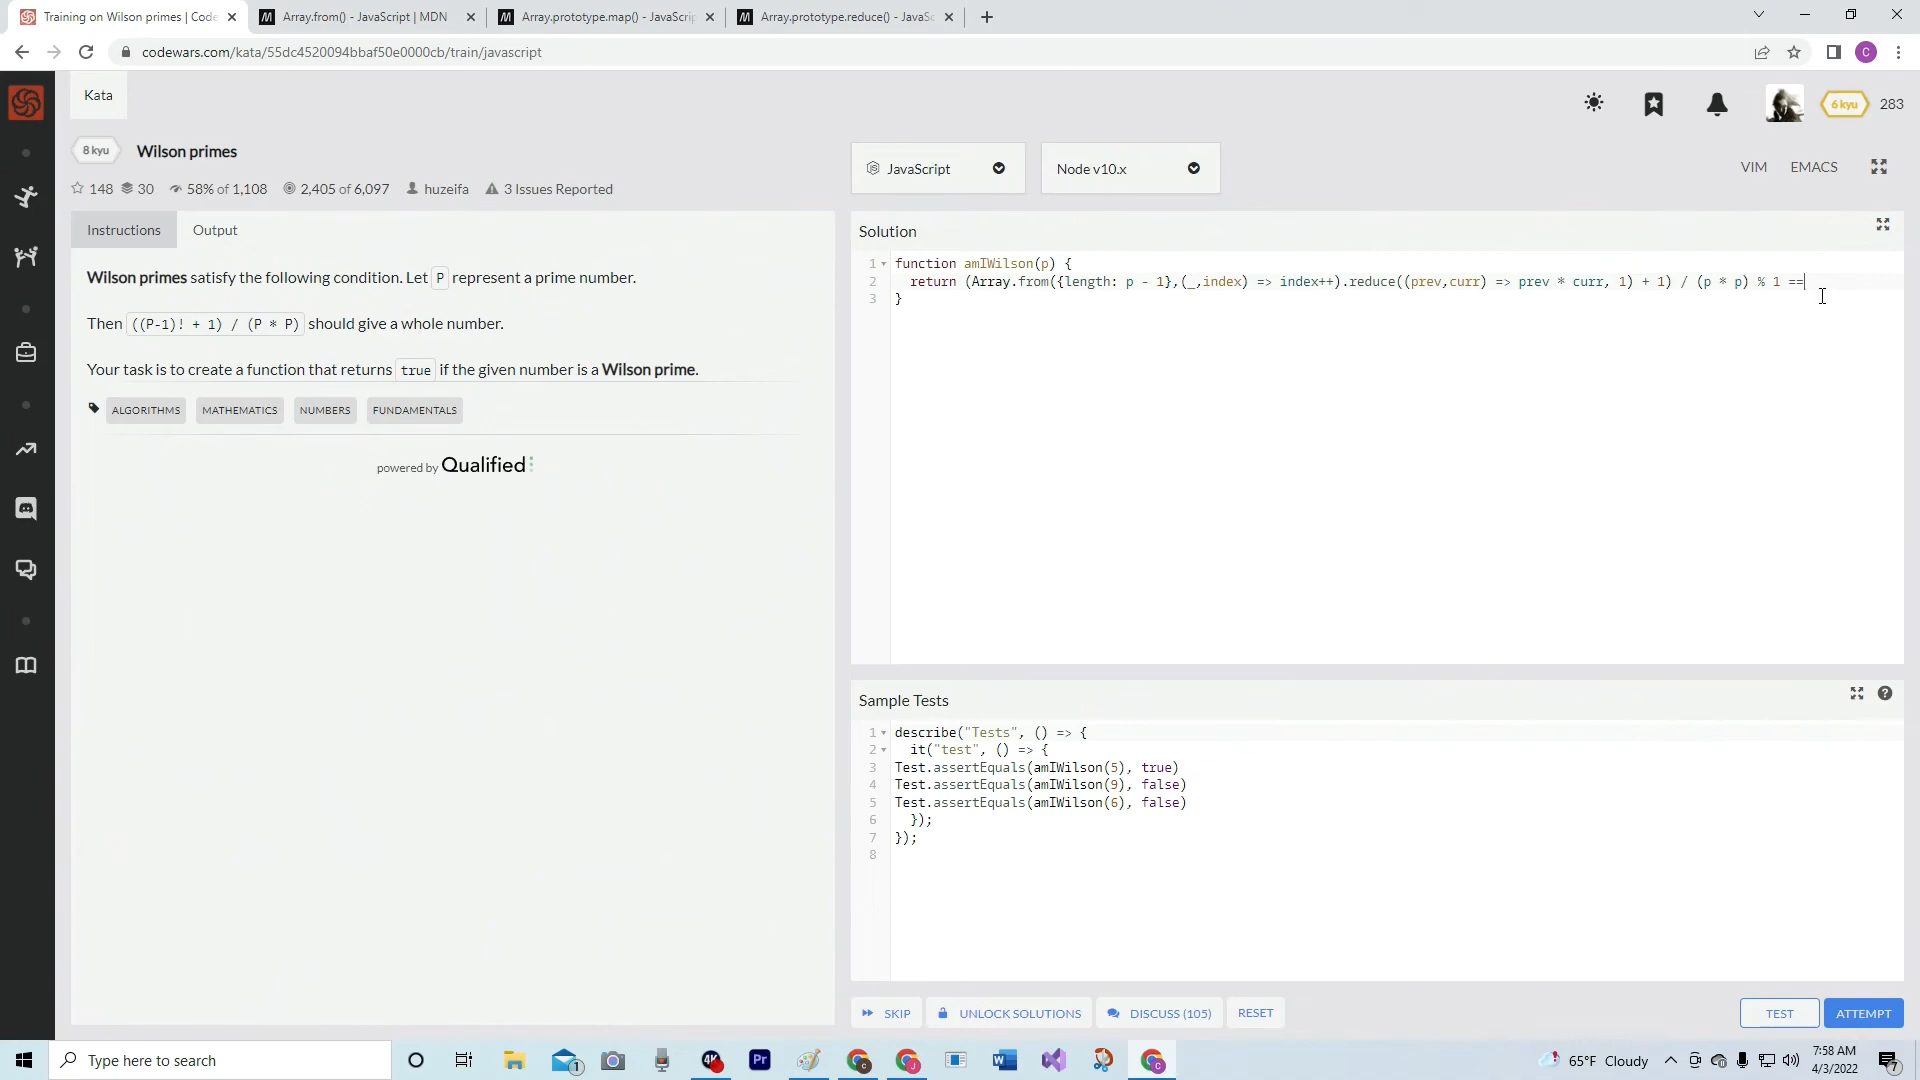 Training on Wilson primes | Code
Array.from() - JavaScript | MDN
Array.prototype.map() - JavaScrip
Array.prototype.reduce() - JavaSc
codewars.com/kata/55dc4520094bbaf50e0000cb/train/javascript
C
Kata
6 kyu
283
8 kyu
Wilson primes
148
30
58% of 1,108
2,405 of 6,097
huzeifa
3 Issues Reported
JavaScript
Node v10.x
VIM
EMACS
Instructions
Output
Wilson primes satisfy the following condition. Let P represent a prime number.
Then ((P-1)! + 1) / (P * P) should give a whole number.
Your task is to create a function that returns true if the given number is a Wilson prime.
ALGORITHMS
MATHEMATICS
NUMBERS
FUNDAMENTALS
powered by Qualified
Solution
1 function amIWilson(p) {
2 return (Array.from({length: p - 1},(_,index) => index++).reduce((prev,curr) => prev * curr, 1) + 1) / (p * p) % 1 ==
3 }
Sample Tests
1 describe("Tests", () => {
2 it("test", () => {
3 Test.assertEquals(amIWilson(5), true)
4 Test.assertEquals(amIWilson(9), false)
5 Test.assertEquals(amIWilson(6), false)
6 });
7 });
8
SKIP
UNLOCK SOLUTIONS
DISCUSS (105)
RESET
TEST
ATTEMPT
Type here to search
1
4K
Pr
65°F Cloudy
7:58 AM
4/3/2022
7